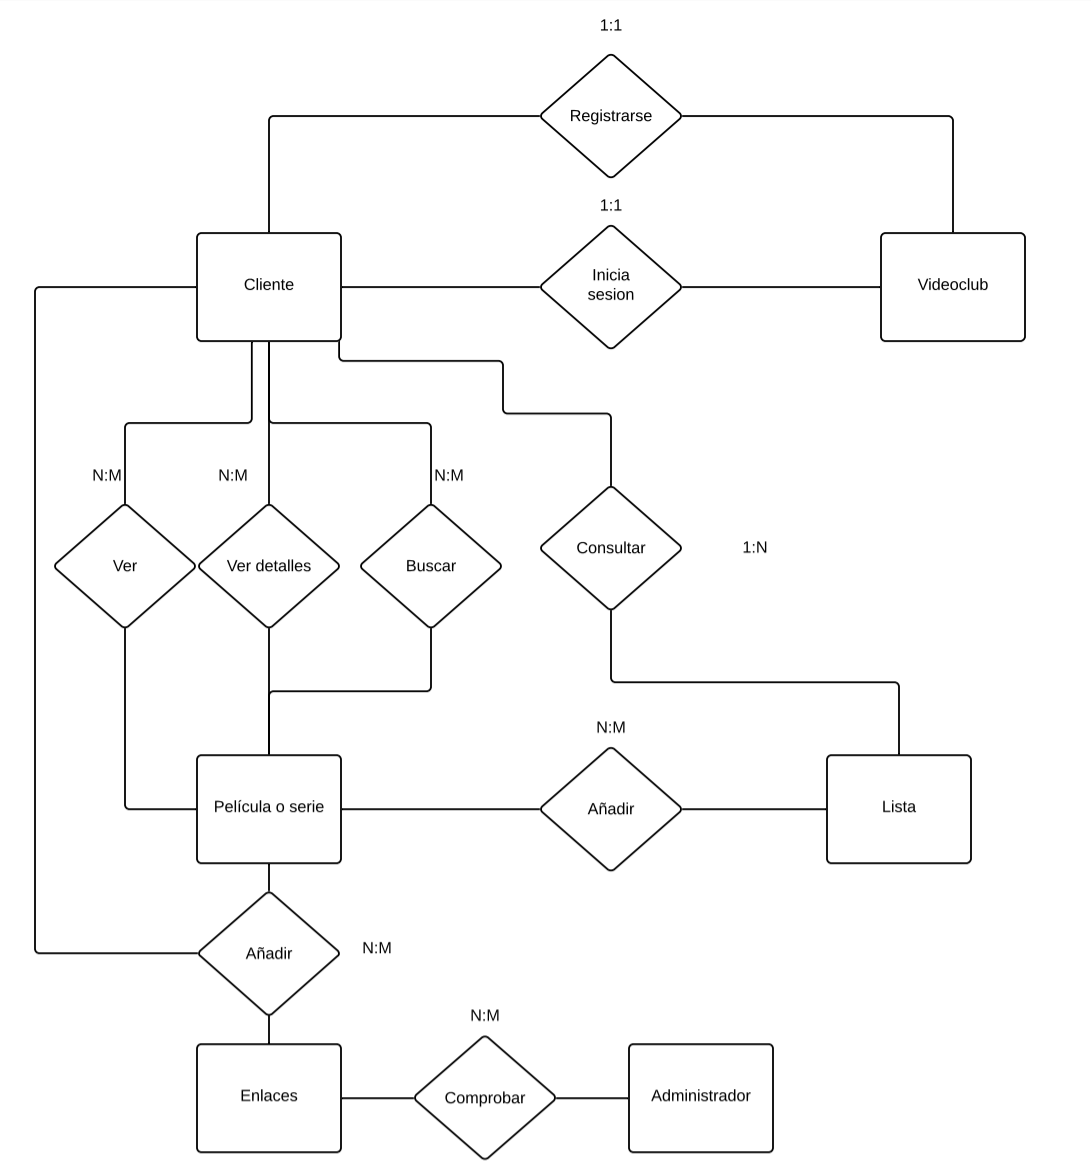 1:1
Registrarse
1:1
Cliente
Inicia
sesion
Videoclub
N:M
N:M
N:M
Ver
Ver detalles
Buscar
Consultar
1:N
N:M
Película o serie
Añadir
Lista
Añadir
N:M
N:M
Enlaces
Comprobar
Administrador